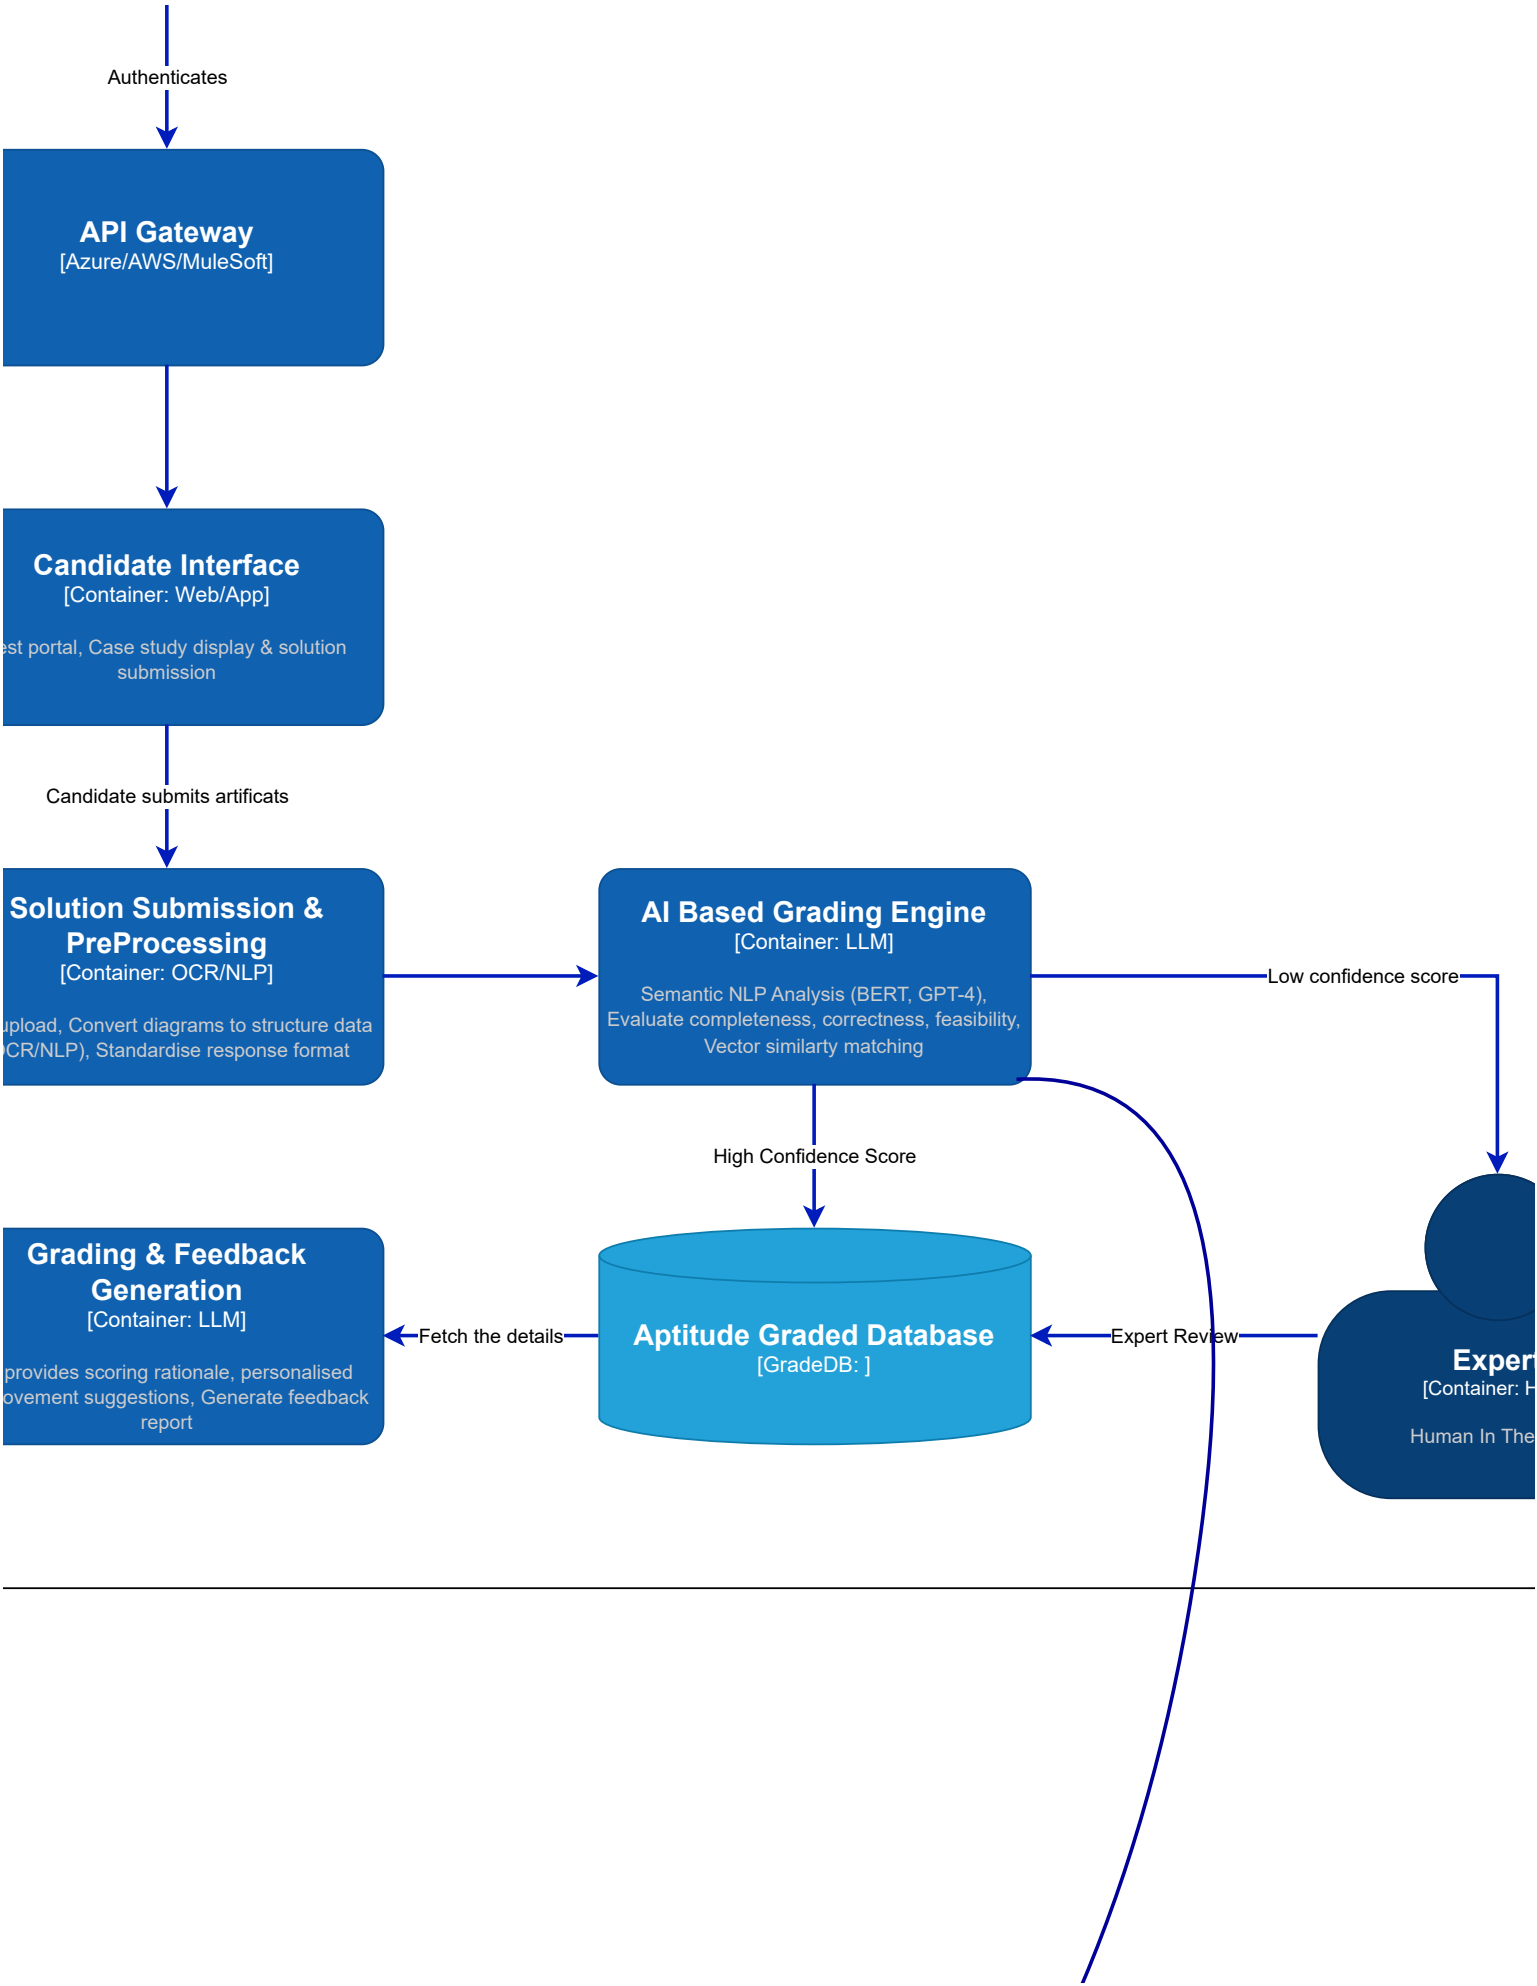 Authenticates
API Gateway
[Azure/AWS/MuleSoft]
Candidate Interface
[Container: Web/App]
portal, Case study display & solution
submission
Candidate submits artificats
Solution Submission &
PreProcessing
[Container: OCR/NLP]
upload, Convert diagrams to structure data
OCR/NLP), Standardise response format
AI Based Grading Engine
[Container: LLM]
Semantic NLP Analysis (BERT, GPT-4),
Evaluate completeness, correctness, feasibility,
Vector similarty matching
Low confidence score
High Confidence Score
Grading & Feedback
Generation
[Container: LLM]
provides scoring rationale, personalised
suggestions, Generate feedback
report
Fetch the details
Aptitude Graded Database
[GradeDB: ]
Expert Review
Expert
[Container:
Human In The